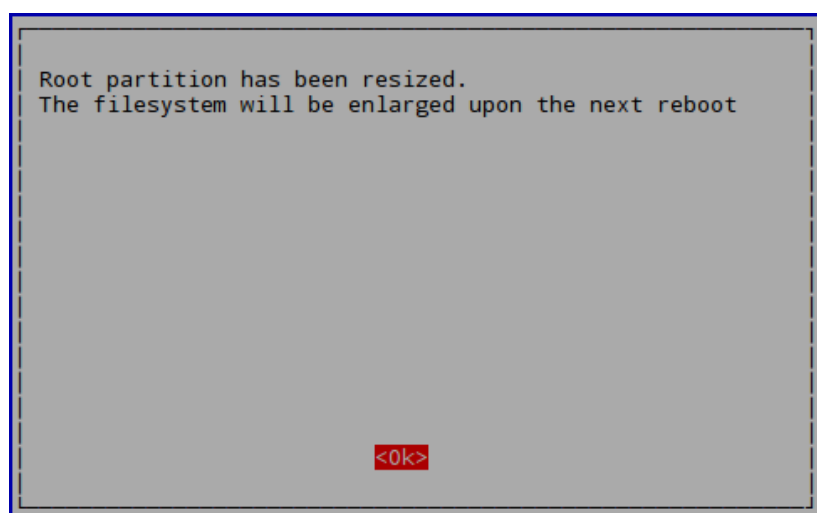 Root partition has been resized.
The filesystem will be enlarged upon the next reboot
<Ok>